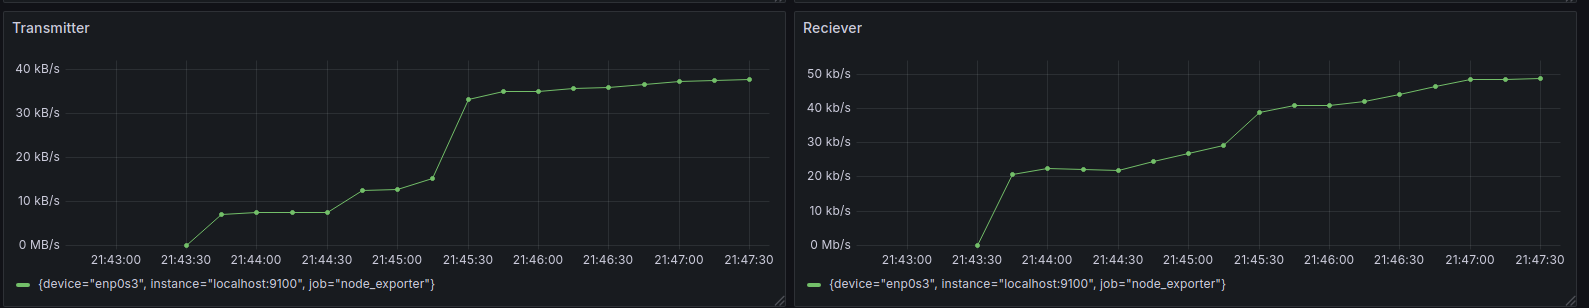 Transmitter
40 kB/s
30 kB/s
20 kB/s
10 kB/s
0 MB/s
21:43:00 21:43:30 21:44:00 21:44:30 21:45:00 21:45:30 21:46:00 21:46:30 21:47:00 21:47:30
{device="enp0s3", instance="localhost:9100", job="node_exporter"}
Reciever
50 kb/s
40 kb/s
30 kb/s
20 kb/s
10 kb/s
0 Mb/s
21:43:00 21:43:30 21:44:00 21:44:30 21:45:00 21:45:30 21:46:00 21:46:30 21:47:00 21:47:30
{device="enp0s3", instance="localhost:9100", job="node_exporter"}